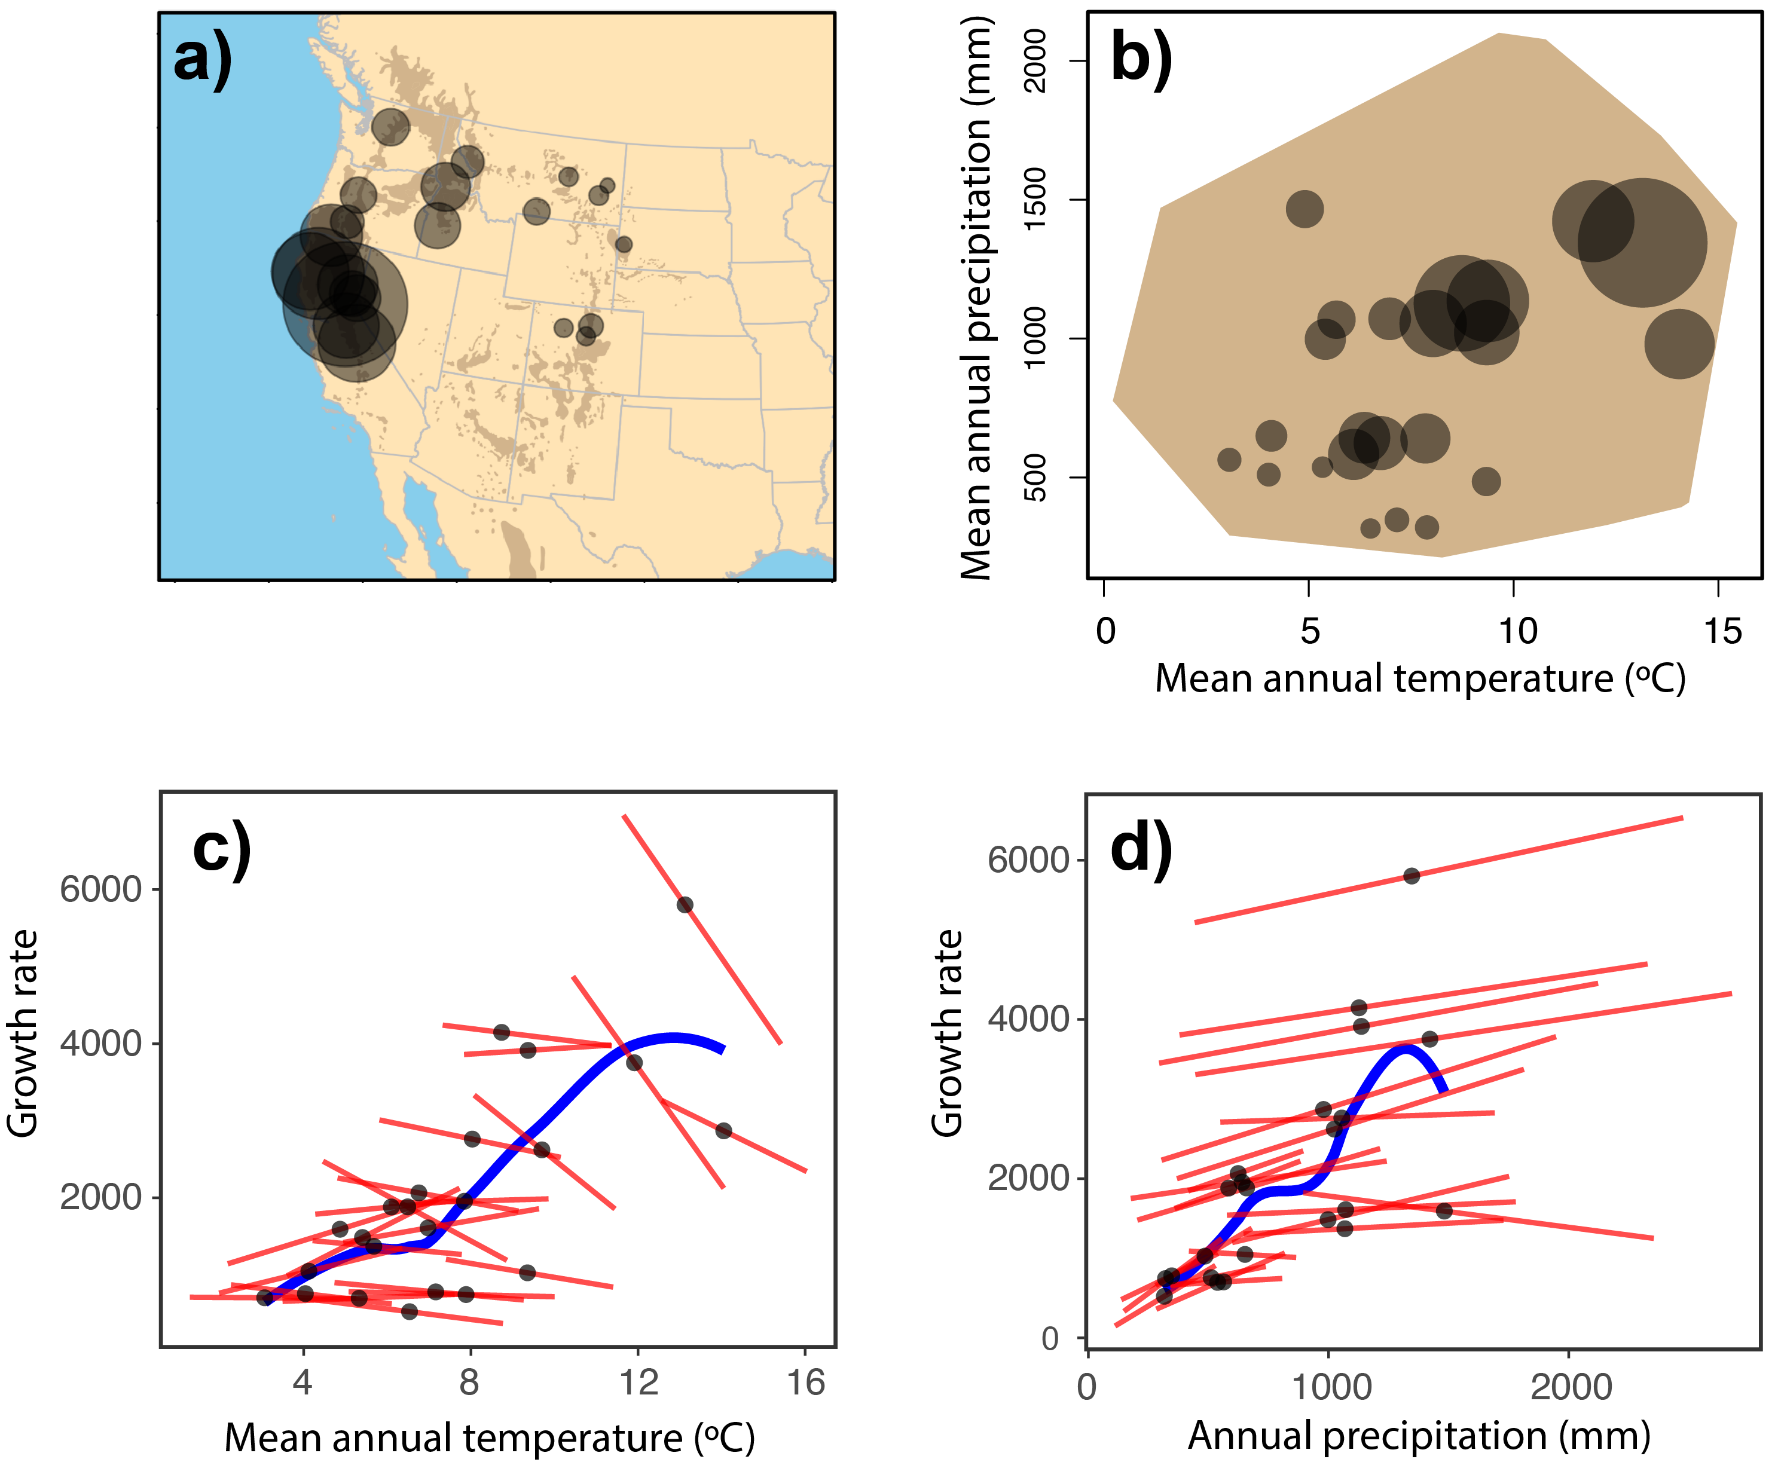 a)
b)
Mean annual precipitation (mm)
2000
1500
1000
500
0 5 10 15
Mean annual temperature (ºC)
c)
Growth rate
6000
4000
2000
4 8 12 16
Mean annual temperature (ºC)
d)
Growth rate
6000
4000
2000
0
0 1000 2000
Annual precipitation (mm)